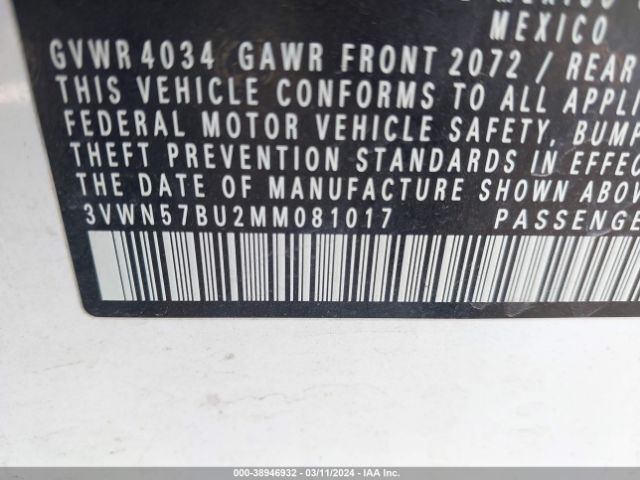 MEXICO
GVWR 4034 GAWR FRONT 2072 / REAR
THIS VEHICLE CONFORMS TO ALL APPLI
FEDERAL MOTOR VEHICLE SAFETY, BUMP
THEFT PREVENTION STANDARDS IN EFFEC
THE DATE OF MANUFACTURE SHOWN ABOV
3VWN57BU2MM081017 PASSENGE
000-38946932 - 03/11/2024 - IAA Inc.